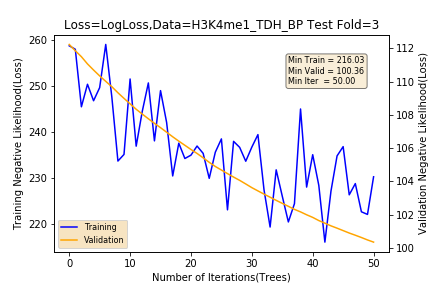 Loss=LogLoss,Data=H3K4me1_TDH_BP Test Fold=3
Training Negative Likelihood(Loss)
260
250
240
230
220
Min Train = 216.03
Min Valid = 100.36
Min Iter = 50.00
Training
Validation
112
110
108
106
104
102
100
Validation Negative Likelihood(Loss)
0
10
20
30
40
50
Number of Iterations(Trees)